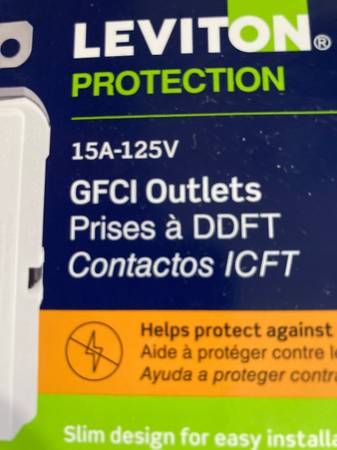 LEVITON®
PROTECTION
15A-125V
GFCI Outlets
Prises à DDFT
Contactos ICFT
Helps protect against
Aide à protéger contre
Ayuda a proteger
Slim design for easy